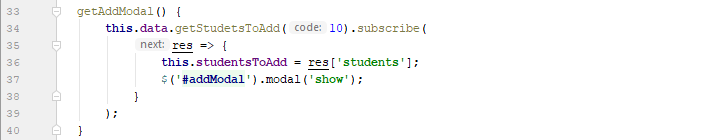 33 getAddModal() {
34 this.data.getStudetsToAdd( code: 10).subscribe(
35 next: res => {
36 this.studentsToAdd = res['students'];
37 $('#addModal').modal('show');
38 }
39 );
40 }